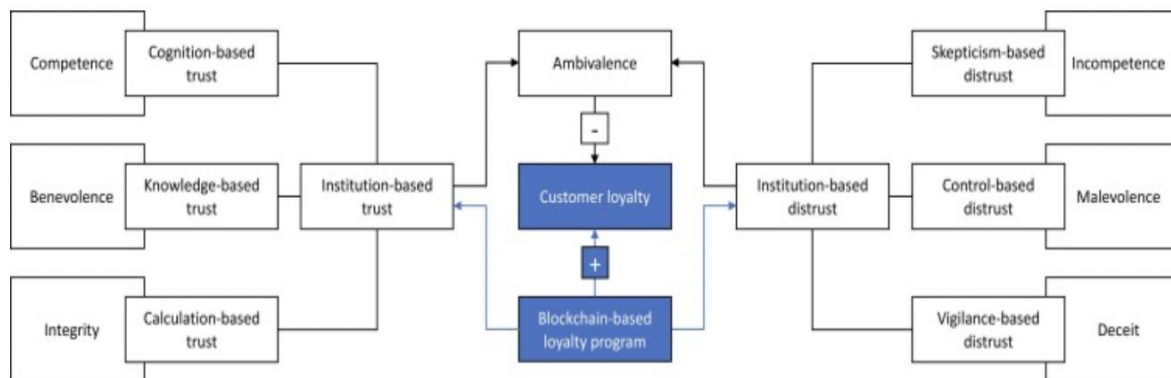 Competence
Cognition-based
trust
Ambivalence
Skepticism-based
distrust
Incompetence
-
Benevolence
Knowledge-based
trust
Institution-based
trust
Customer loyalty
Institution-based
distrust
Control-based
distrust
Malevolence
+
Integrity
Calculation-based
trust
Blockchain-based
loyalty program
Vigilance-based
distrust
Deceit